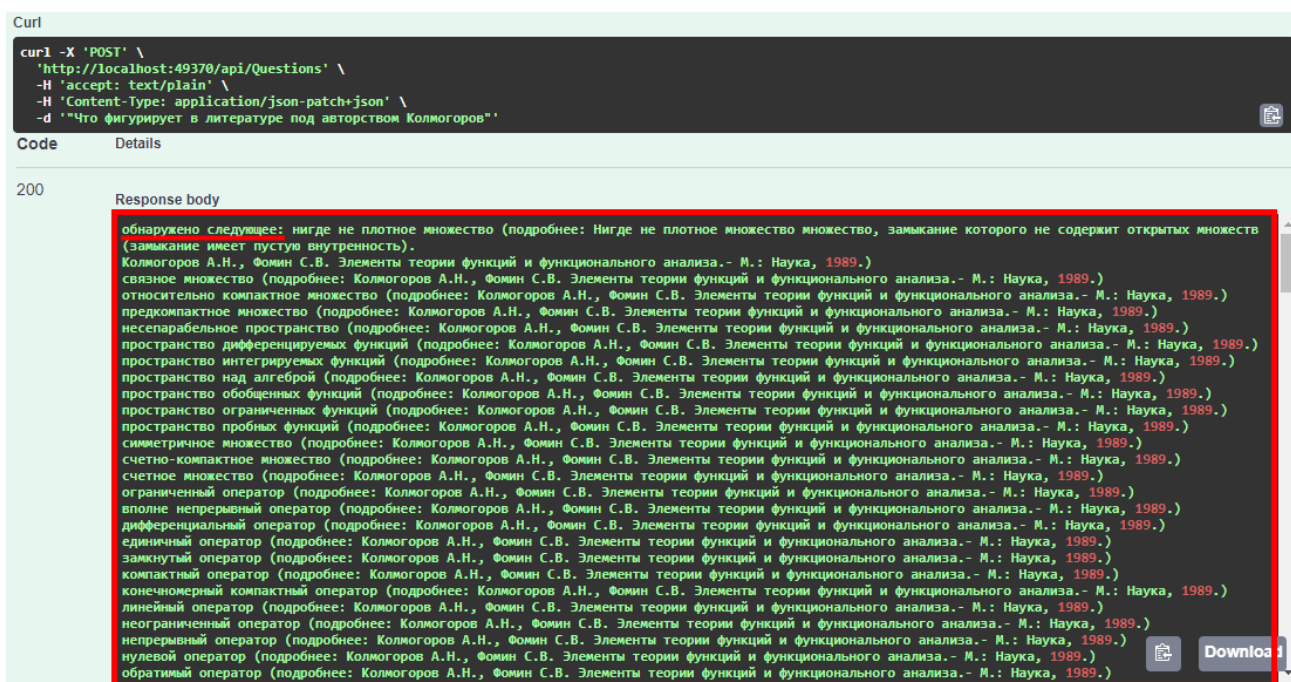 Curl
curl -X 'POST' \
'http://localhost:49370/api/Questions' \
-H 'accept: text/plain' \
-H 'Content-Type: application/json-patch+json' \
-d '"Что фигурирует в литературе под авторством Колмогоров"'
Code Details
200
Response body
обнаружено следующее: нигде не плотное множество (подробнее: Нигде не плотное множество множество, замыкание которого не содержит открытых множеств
(замыкание имеет пустую внутренность).
Колмогоров А.Н., Фомин С.В. Элементы теории функций и функционального анализа.- М.: Наука, 1989.)
связное множество (подробнее: Колмогоров А.Н., Фомин С.В. Элементы теории функций и функционального анализа.- М.: Наука, 1989.)
относительно компактное множество (подробнее: Колмогоров А.Н., Фомин С.В. Элементы теории функций и функционального анализа.- М.: Наука, 1989.)
предкомпактное множество (подробнее: Колмогоров А.Н., Фомин С.В. Элементы теории функций и функционального анализа.- М.: Наука, 1989.)
несепарабельное пространство (подробнее: Колмогоров А.Н., Фомин С.В. Элементы теории функций и функционального анализа.- М.: Наука, 1989.)
пространство дифференцируемых функций (подробнее: Колмогоров А.Н., Фомин С.В. Элементы теории функций и функционального анализа.- М.: Наука, 1989.)
пространство интегрируемых функций (подробнее: Колмогоров А.Н., Фомин С.В. Элементы теории функций и функционального анализа.- М.: Наука, 1989.)
пространство над алгеброй (подробнее: Колмогоров А.Н., Фомин С.В. Элементы теории функций и функционального анализа.- М.: Наука, 1989.)
пространство обобщенных функций (подробнее: Колмогоров А.Н., Фомин С.В. Элементы теории функций и функционального анализа.- М.: Наука, 1989.)
пространство ограниченных функций (подробнее: Колмогоров А.Н., Фомин С.В. Элементы теории функций и функционального анализа.- М.: Наука, 1989.)
пространство пробных функций (подробнее: Колмогоров А.Н., Фомин С.В. Элементы теории функций и функционального анализа.- М.: Наука, 1989.)
симметричное множество (подробнее: Колмогоров А.Н., Фомин С.В. Элементы теории функций и функционального анализа.- М.: Наука, 1989.)
счетно-компактное множество (подробнее: Колмогоров А.Н., Фомин С.В. Элементы теории функций и функционального анализа.- М.: Наука, 1989.)
счетное множество (подробнее: Колмогоров А.Н., Фомин С.В. Элементы теории функций и функционального анализа.- М.: Наука, 1989.)
ограниченный оператор (подробнее: Колмогоров А.Н., Фомин С.В. Элементы теории функций и функционального анализа.- М.: Наука, 1989.)
вполне непрерывный оператор (подробнее: Колмогоров А.Н., Фомин С.В. Элементы теории функций и функционального анализа.- М.: Наука, 1989.)
дифференциальный оператор (подробнее: Колмогоров А.Н., Фомин С.В. Элементы теории функций и функционального анализа.- М.: Наука, 1989.)
единичный оператор (подробнее: Колмогоров А.Н., Фомин С.В. Элементы теории функций и функционального анализа.- М.: Наука, 1989.)
замкнутый оператор (подробнее: Колмогоров А.Н., Фомин С.В. Элементы теории функций и функционального анализа.- М.: Наука, 1989.)
компактный оператор (подробнее: Колмогоров А.Н., Фомин С.В. Элементы теории функций и функционального анализа.- М.: Наука, 1989.)
конечномерный компактный оператор (подробнее: Колмогоров А.Н., Фомин С.В. Элементы теории функций и функционального анализа.- М.: Наука, 1989.)
линейный оператор (подробнее: Колмогоров А.Н., Фомин С.В. Элементы теории функций и функционального анализа.- М.: Наука, 1989.)
неограниченный оператор (подробнее: Колмогоров А.Н., Фомин С.В. Элементы теории функций и функционального анализа.- М.: Наука, 1989.)
непрерывный оператор (подробнее: Колмогоров А.Н., Фомин С.В. Элементы теории функций и функционального анализа.- М.: Наука, 1989.)
нулевой оператор (подробнее: Колмогоров А.Н., Фомин С.В. Элементы теории функций и функционального анализа.- М.: Наука, 1989.)
Download
обратимый оператор (подробнее: Колмогоров А.Н., Фомин С.В. Элементы теории функций и функционального анализа.- М.: Наука, 1989.)